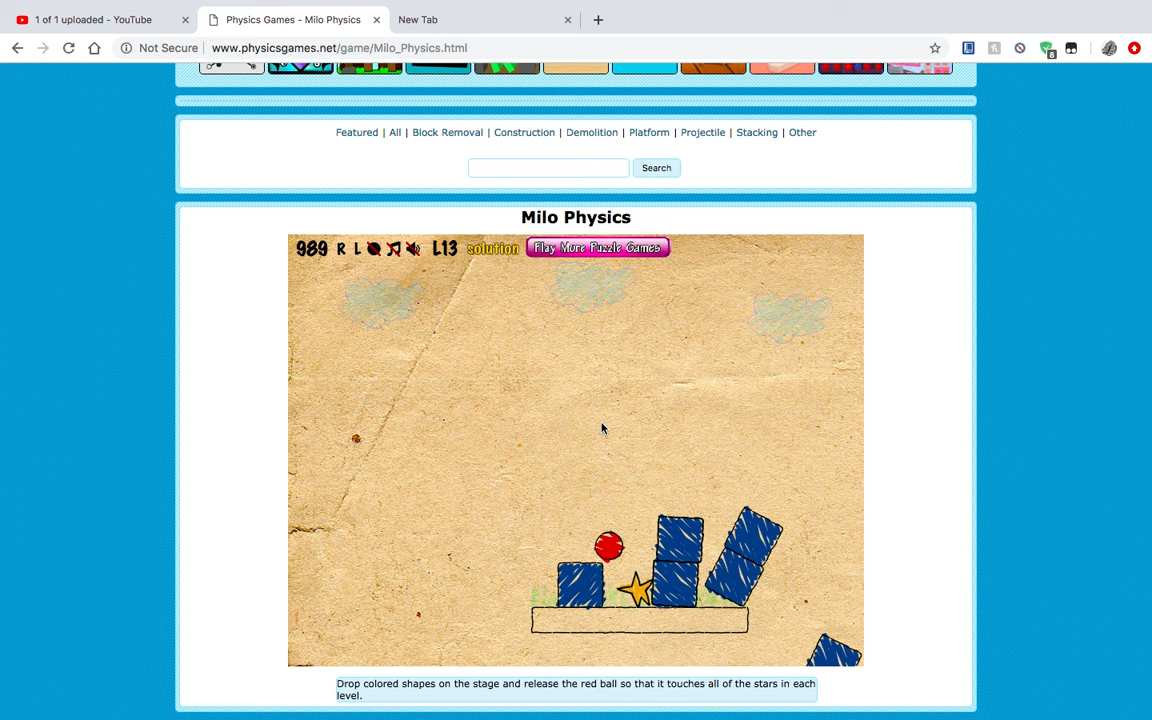 1 of 1 uploaded - YouTube
Physics Games - Milo Physics
New Tab
Not Secure
www.physicsgames.net/game/Milo_Physics.html
8
Featured | All | Block Removal | Construction | Demolition | Platform | Projectile | Stacking | Other
Search
Milo Physics
989 R L L13 solution Play More Puzzle Games
Drop colored shapes on the stage and release the red ball so that it touches all of the stars in each
level.